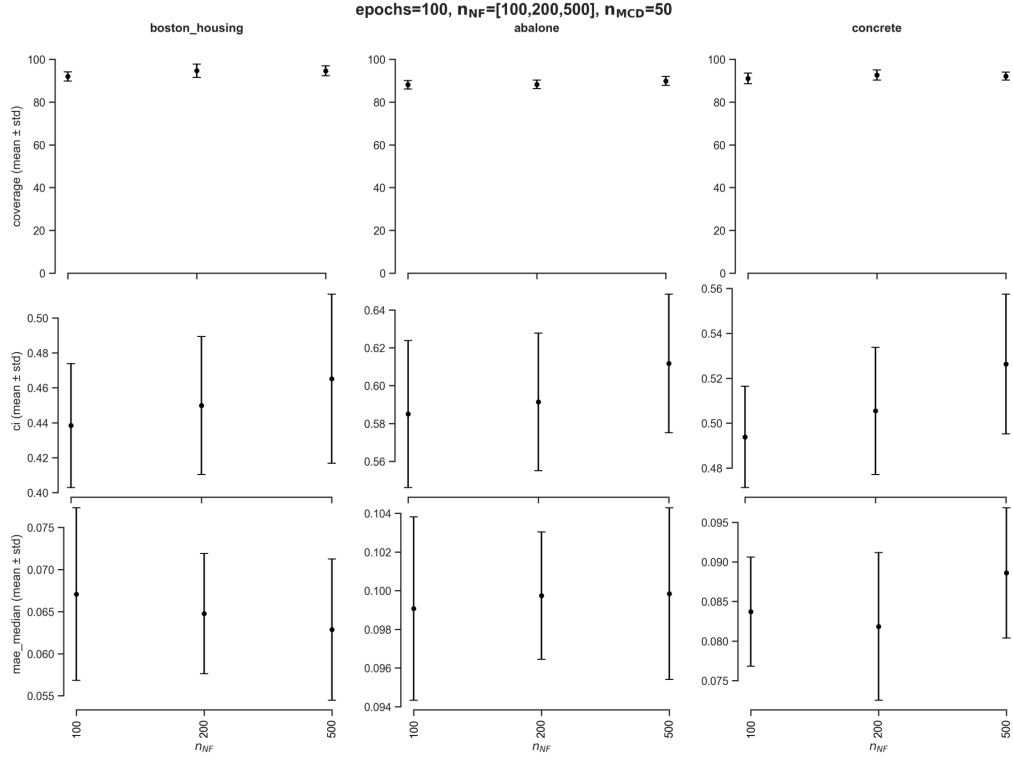 epochs=100, n_NF=[100,200,500], n_MCD=50
boston_housing abalone concrete
coverage (mean ± std)
100 100 100
80 80 80
60 60 60
40 40 40
20 20 20
0 0 0
ci (mean ± std)
0.50 0.64 0.56
0.48 0.62 0.54
0.46 0.60 0.52
0.44 0.58 0.50
0.42 0.56 0.48
0.40
mae_median (mean ± std)
0.075 0.104 0.095
0.070 0.102 0.090
0.065 0.100 0.085
0.060 0.098 0.080
0.055 0.096 0.075
0.094
100 200 500 100 200 500 100 200 500
n_NF n_NF n_NF